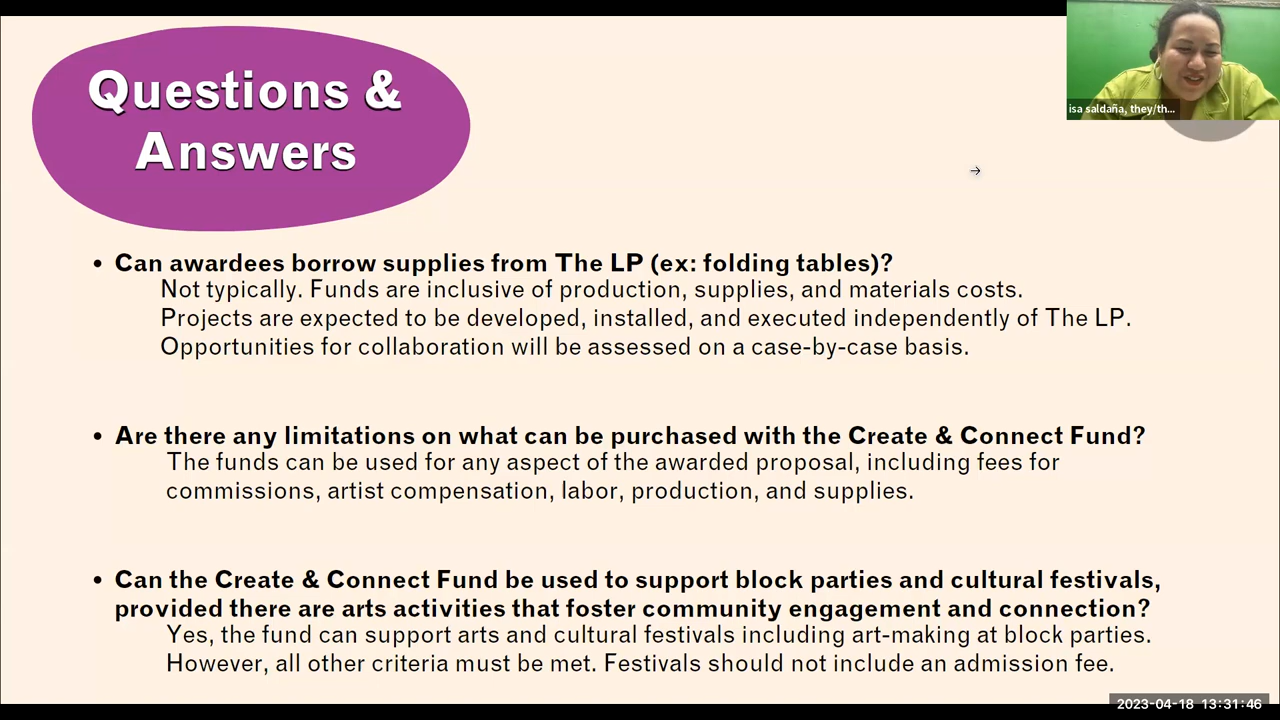 Questions &
Answers
isa saldaña, they/th...
• Can awardees borrow supplies from The LP (ex: folding tables)?
Not typically. Funds are inclusive of production, supplies, and materials costs.
Projects are expected to be developed, installed, and executed independently of The LP.
Opportunities for collaboration will be assessed on a case-by-case basis.
• Are there any limitations on what can be purchased with the Create & Connect Fund?
The funds can be used for any aspect of the awarded proposal, including fees for
commissions, artist compensation, labor, production, and supplies.
• Can the Create & Connect Fund be used to support block parties and cultural festivals,
provided there are arts activities that foster community engagement and connection?
Yes, the fund can support arts and cultural festivals including art-making at block parties.
However, all other criteria must be met. Festivals should not include an admission fee.
2023-04-18 13:31:46